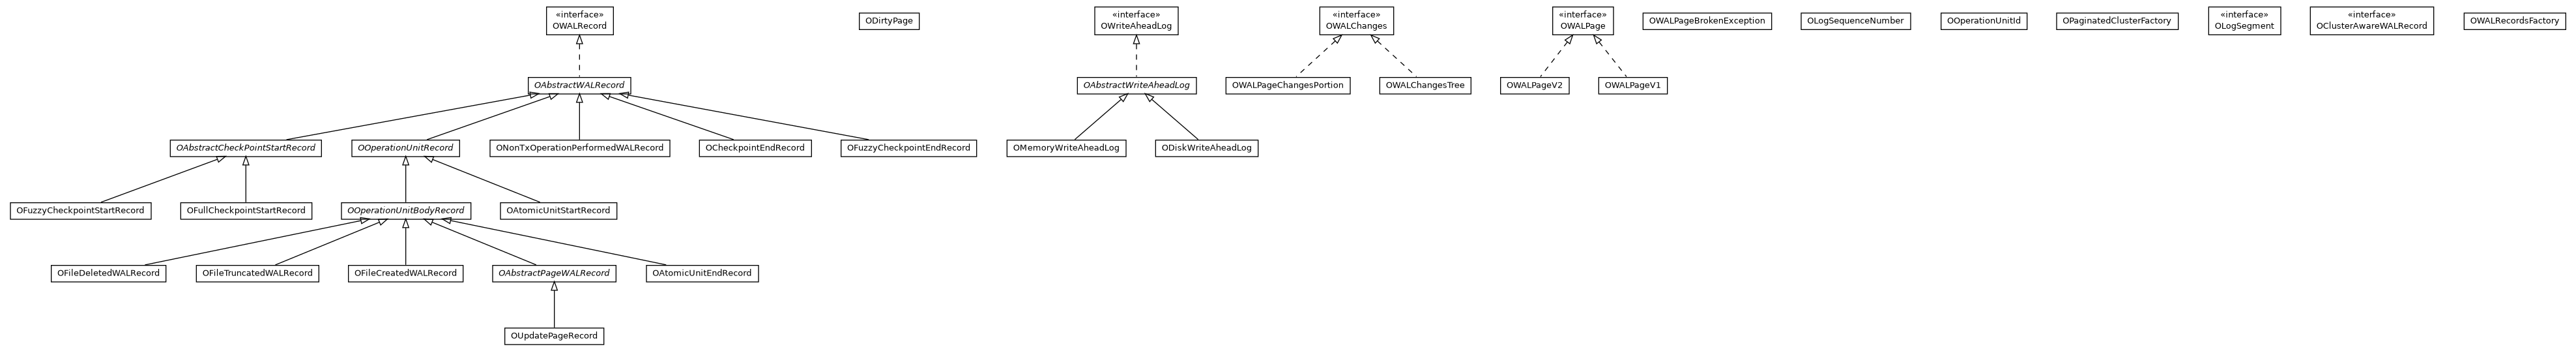 «interface»
OWALRecord
ODirtyPage
«interface»
OWriteAheadLog
«interface»
OWALChanges
«interface»
OWALPage
OWALPageBrokenException
OLogSequenceNumber
OOperationUnitId
OPaginatedClusterFactory
«interface»
OLogSegment
«interface»
OClusterAwareWALRecord
OWALRecordsFactory
OAbstractWALRecord
OAbstractWriteAheadLog
OWALPageChangesPortion
OWALChangesTree
OWALPageV2
OWALPageV1
OAbstractCheckPointStartRecord
OOperationUnitRecord
ONonTxOperationPerformedWALRecord
OCheckpointEndRecord
OFuzzyCheckpointEndRecord
OMemoryWriteAheadLog
ODiskWriteAheadLog
OFuzzyCheckpointStartRecord
OFullCheckpointStartRecord
OOperationUnitBodyRecord
OAtomicUnitStartRecord
OFileDeletedWALRecord
OFileTruncatedWALRecord
OFileCreatedWALRecord
OAbstractPageWALRecord
OAtomicUnitEndRecord
OUpdatePageRecord